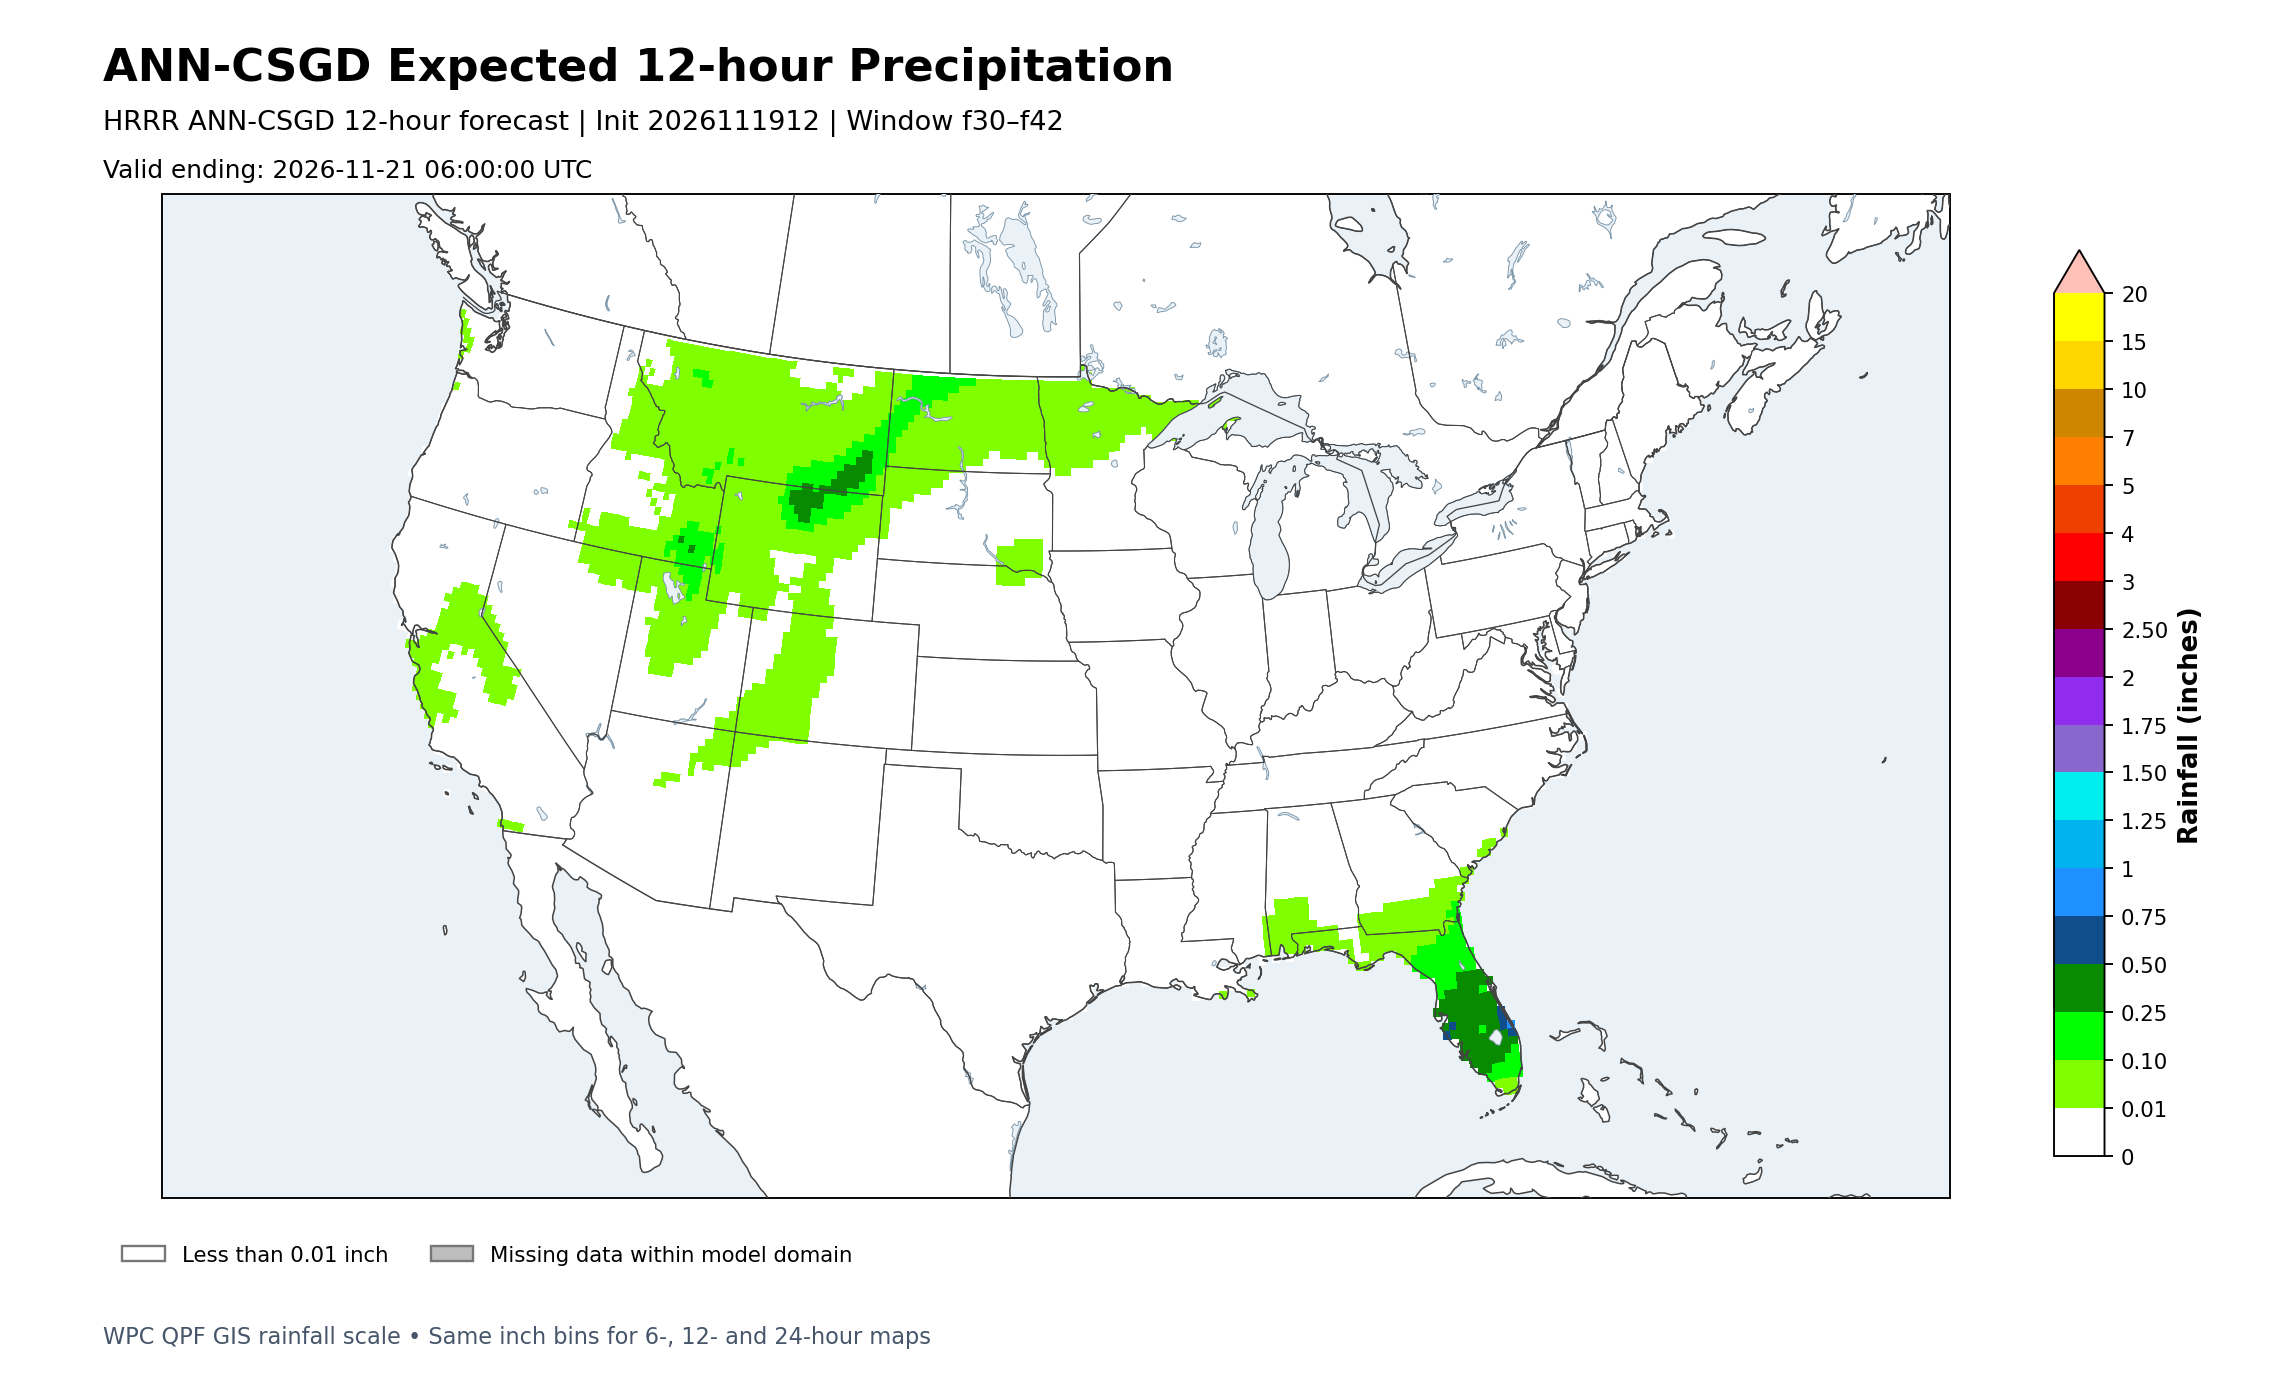 ANN-CSGD Expected 12-hour Precipitation
HRRR ANN-CSGD 12-hour forecast | Init 2026111912 | Window f30–f42
Valid ending: 2026-11-21 06:00:00 UTC
20
15
10
7
5
4
3
2.50
2
1.75
1.50
1.25
1
0.75
0.50
0.25
0.10
0.01
0
Rainfall (inches)
Less than 0.01 inch
Missing data within model domain
WPC QPF GIS rainfall scale • Same inch bins for 6-, 12- and 24-hour maps